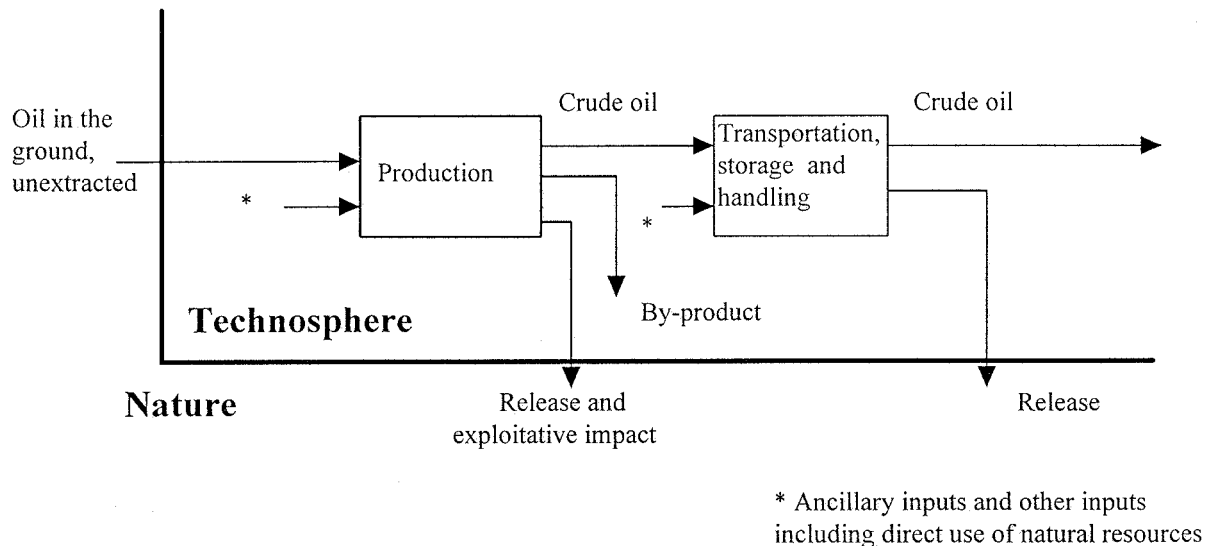 Oil in the
ground,
unextracted
*
Production
Crude oil
*
Transportation,
storage and
handling
Crude oil
By-product
Technosphere
Nature
Release and
exploitative impact
Release
* Ancillary inputs and other inputs
including direct use of natural resources